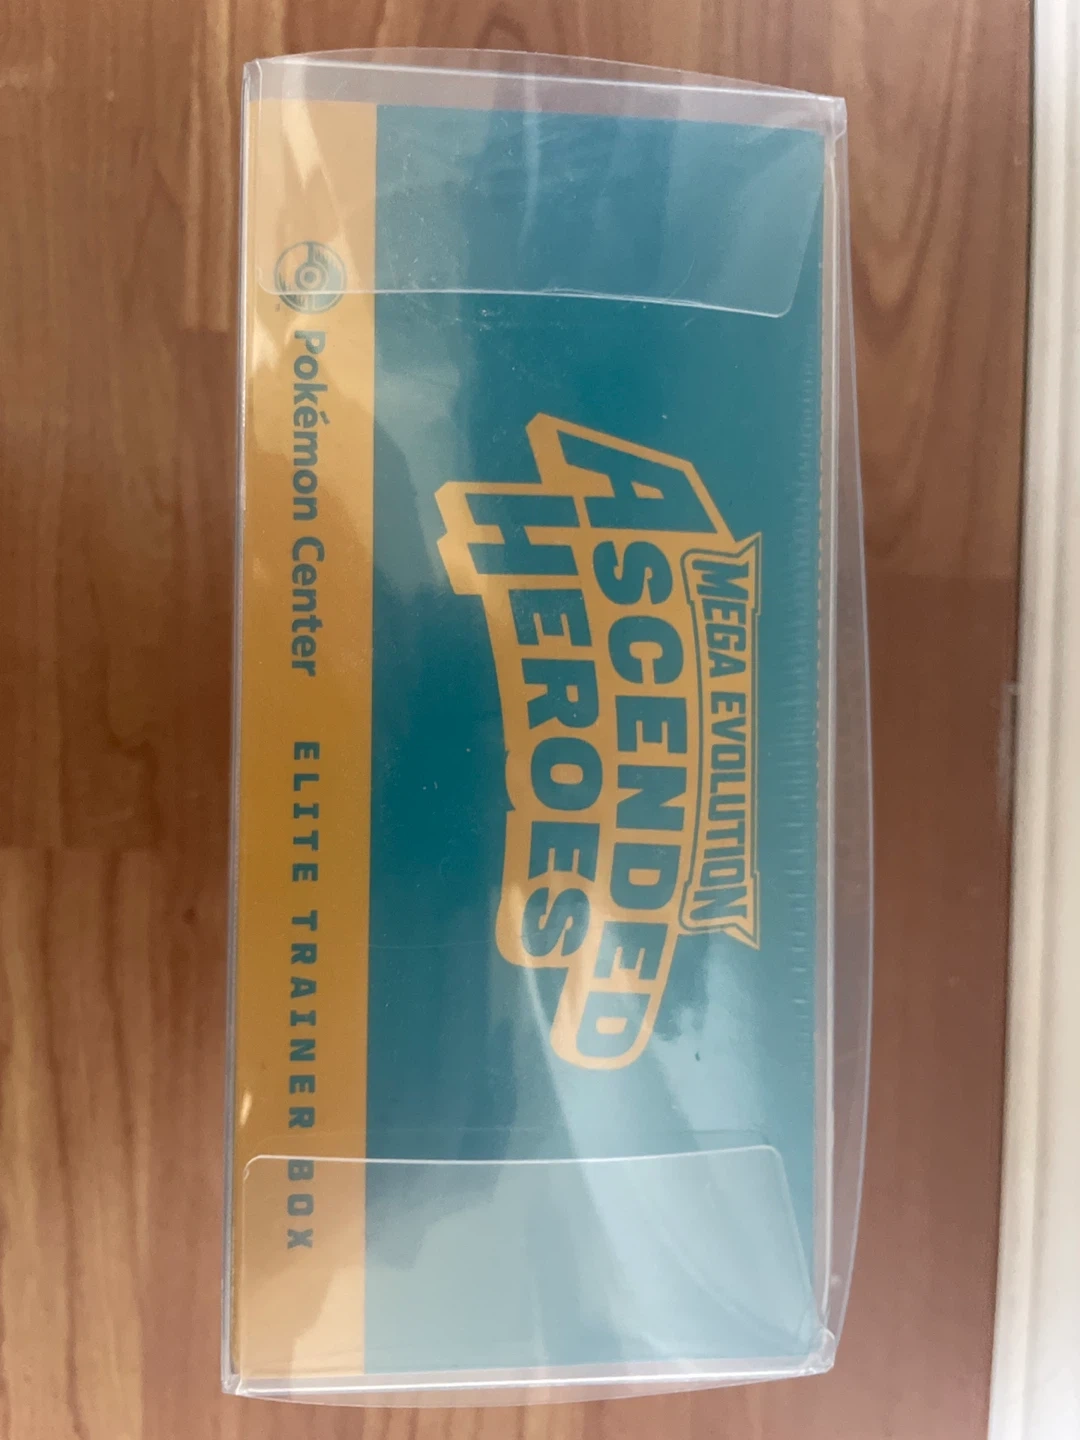 MEGA EVOLUTION
ASCENDED
HEROES
Pokémon Center ELITE TRAINER BOX